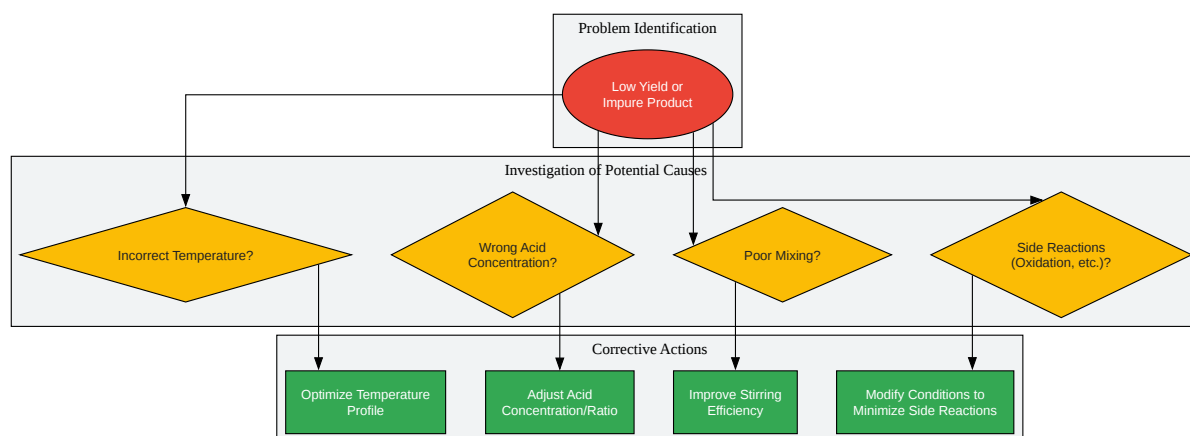 Problem Identification
Low Yield or
Impure Product
Investigation of Potential Causes
Incorrect Temperature?
Wrong Acid
Concentration?
Poor Mixing?
Side Reactions
(Oxidation, etc.)?
Corrective Actions
Optimize Temperature
Profile
Adjust Acid
Concentration/Ratio
Improve Stirring
Efficiency
Modify Conditions to
Minimize Side Reactions